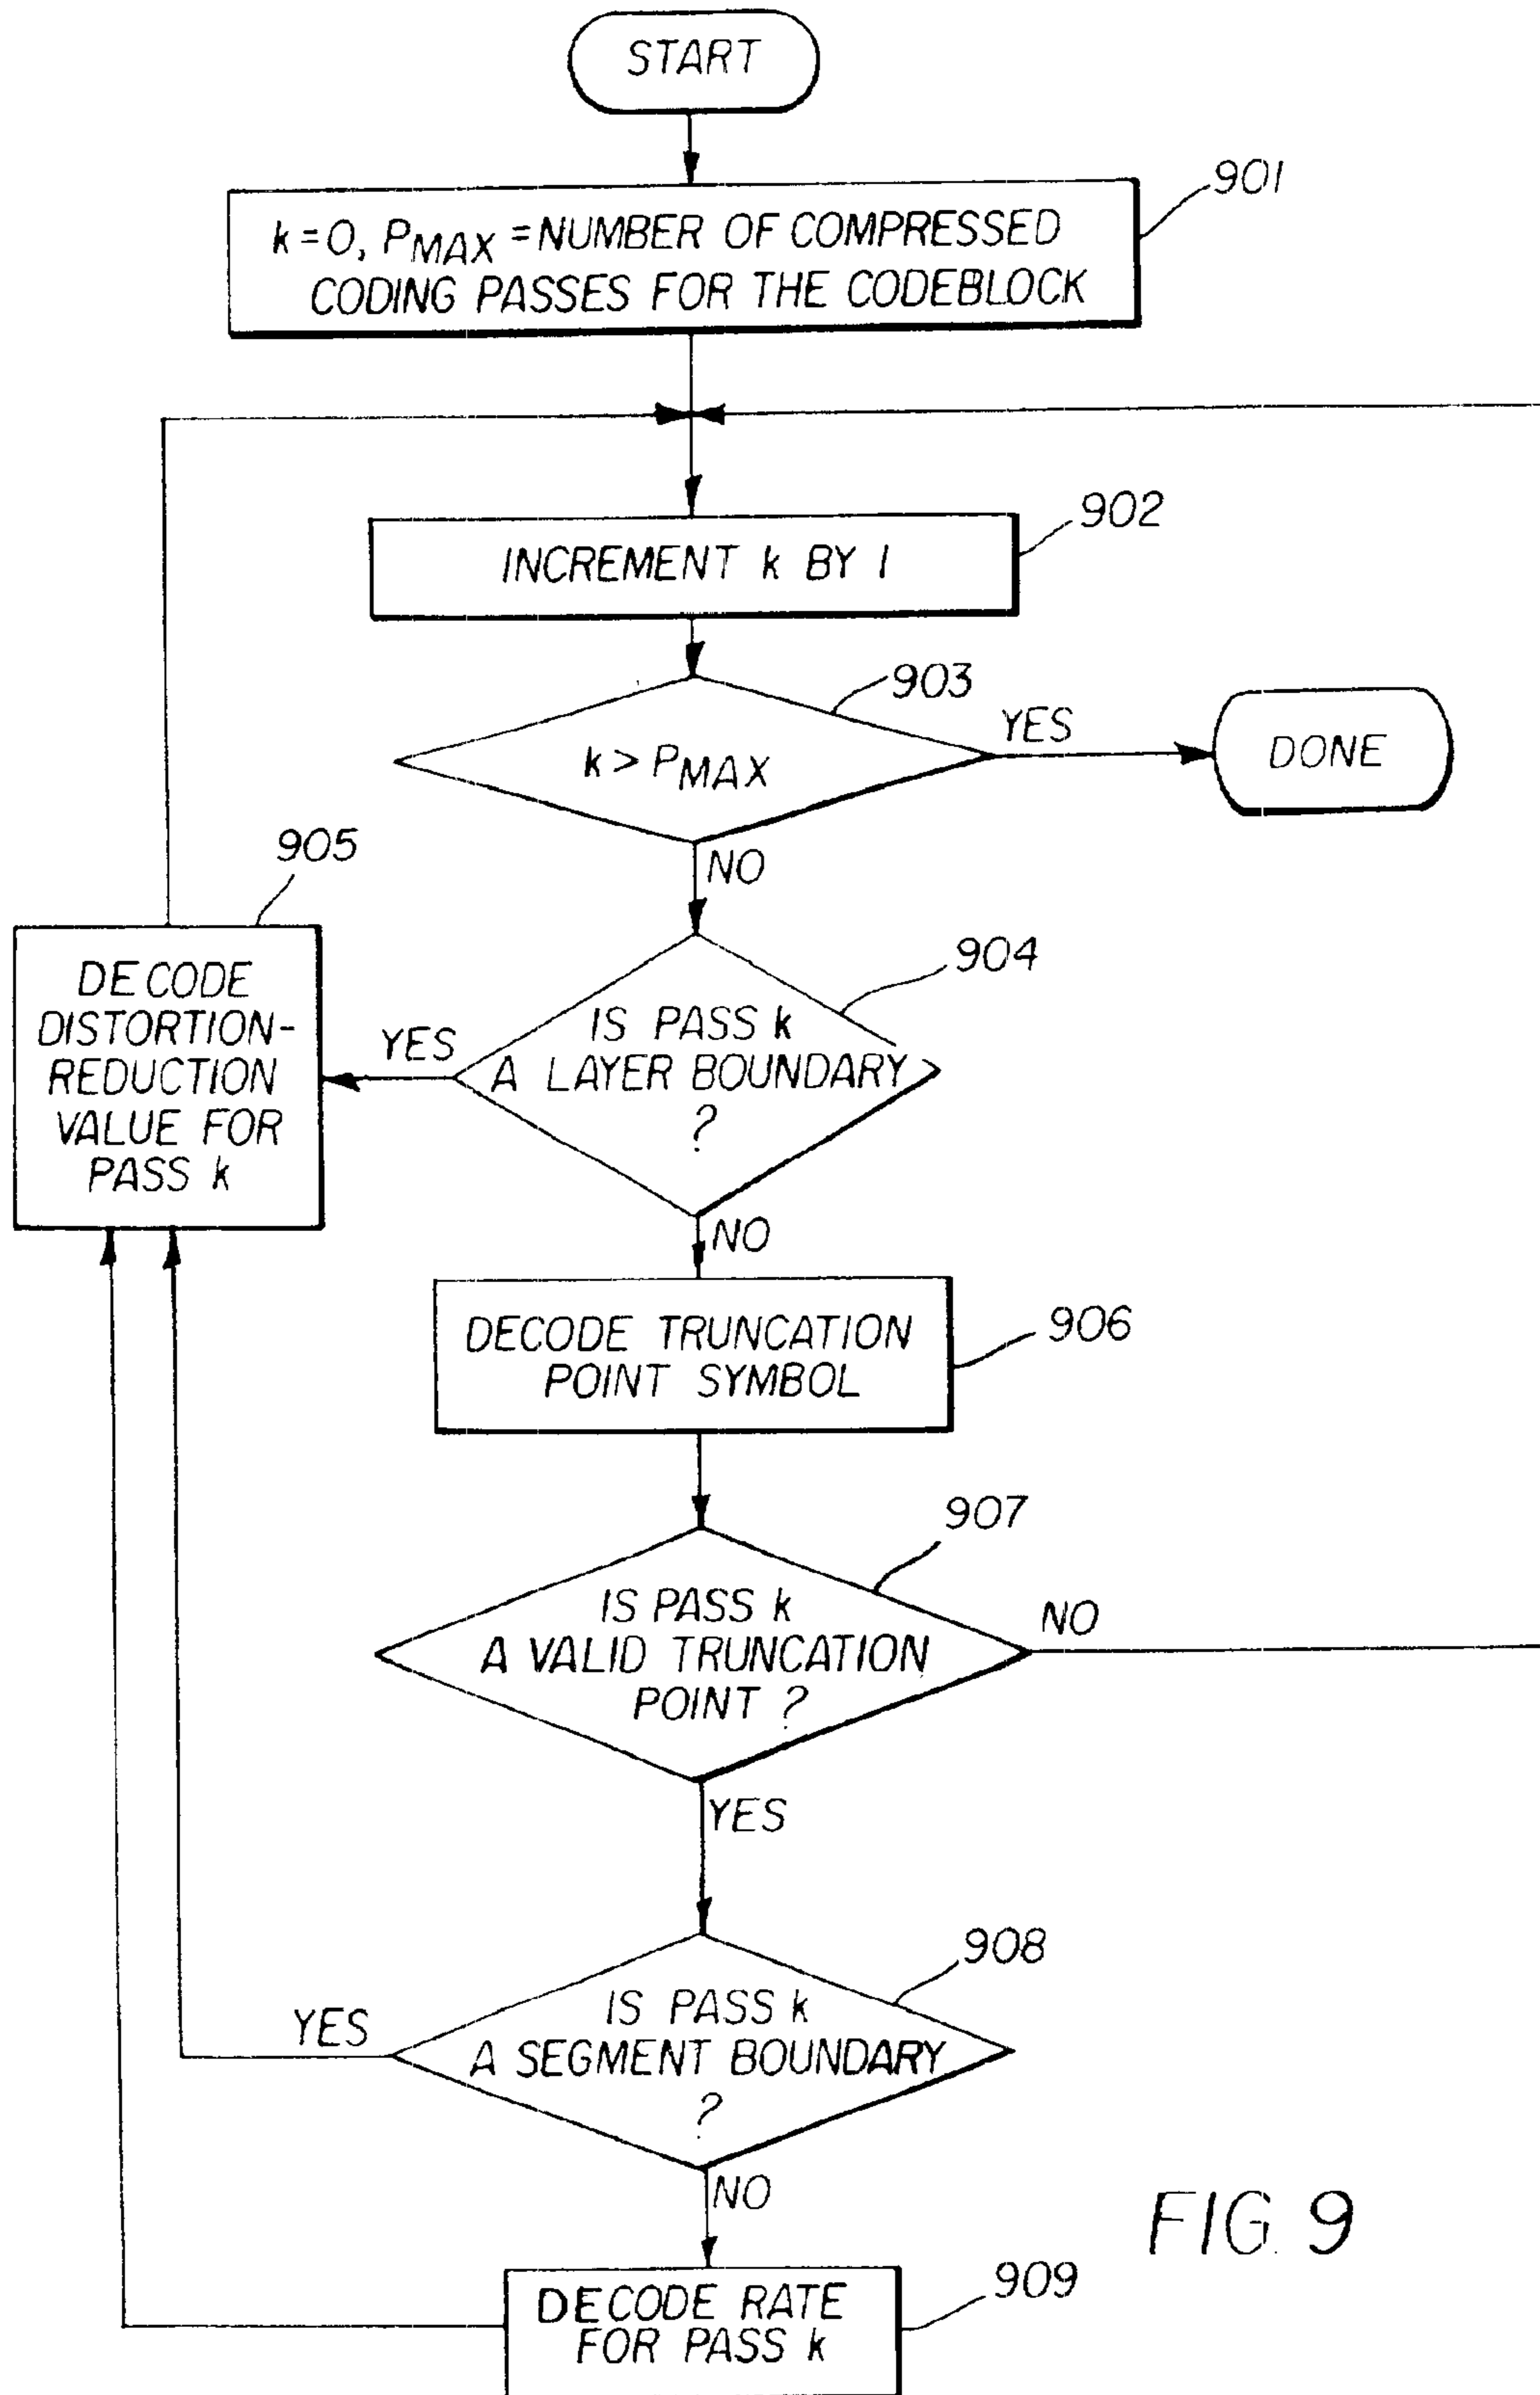 START
901
k=0, PMAX =NUMBER OF COMPRESSED
CODING PASSES FOR THE CODEBLOCK
902
INCREMENT k BY 1
903
k> PMAX
YES
DONE
NO
905
DECODE
DISTORTION-
REDUCTION
VALUE FOR
PASS k
904
IS PASS k
A LAYER BOUNDARY
?
YES
NO
906
DECODE TRUNCATION
POINT SYMBOL
907
IS PASS k
A VALID TRUNCATION
POINT ?
NO
YES
908
IS PASS k
A SEGMENT BOUNDARY
?
YES
NO
909
DECODE RATE
FOR PASS k
FIG. 9